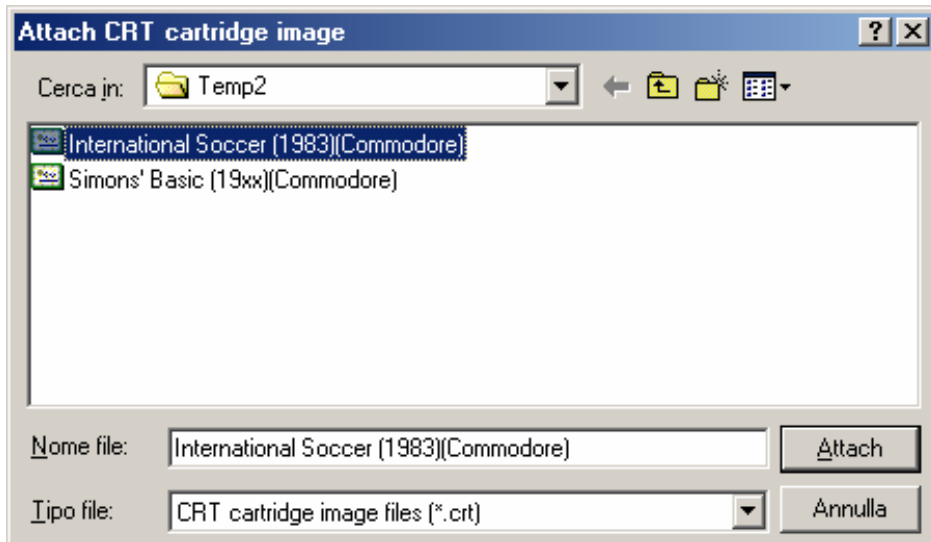 Attach CRT cartridge image
Cerca in: Temp2
International Soccer (1983)(Commodore)
Simons' Basic (19xx)(Commodore)
Nome file: International Soccer (1983)(Commodore) Attach
Tipo file: CRT cartridge image files (*.crt) Annulla